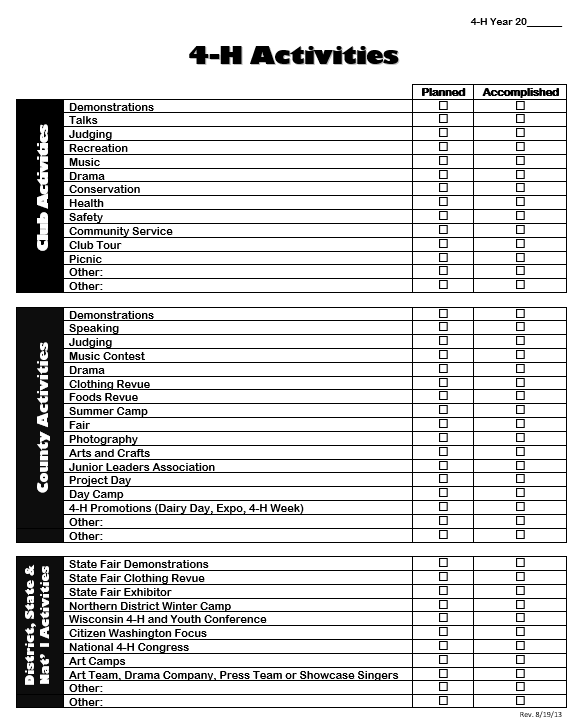 4-H Year 20______
4-H Activities
Planned Accomplished
Club Activities
Demonstrations ☐ ☐
Talks ☐ ☐
Judging ☐ ☐
Recreation ☐ ☐
Music ☐ ☐
Drama ☐ ☐
Conservation ☐ ☐
Health ☐ ☐
Safety ☐ ☐
Community Service ☐ ☐
Club Tour ☐ ☐
Picnic ☐ ☐
Other: ☐ ☐
Other: ☐ ☐
County Activities
Demonstrations ☐ ☐
Speaking ☐ ☐
Judging ☐ ☐
Music Contest ☐ ☐
Drama ☐ ☐
Clothing Revue ☐ ☐
Foods Revue ☐ ☐
Summer Camp ☐ ☐
Fair ☐ ☐
Photography ☐ ☐
Arts and Crafts ☐ ☐
Junior Leaders Association ☐ ☐
Project Day ☐ ☐
Day Camp ☐ ☐
4-H Promotions (Dairy Day, Expo, 4-H Week) ☐ ☐
Other: ☐ ☐
Other: ☐ ☐
District, State &
Nat' l Activities
State Fair Demonstrations ☐ ☐
State Fair Clothing Revue ☐ ☐
State Fair Exhibitor ☐ ☐
Northern District Winter Camp ☐ ☐
Wisconsin 4-H and Youth Conference ☐ ☐
Citizen Washington Focus ☐ ☐
National 4-H Congress ☐ ☐
Art Camps ☐ ☐
Art Team, Drama Company, Press Team or Showcase Singers ☐ ☐
Other: ☐ ☐
Other: ☐ ☐
Rev. 8/19/13